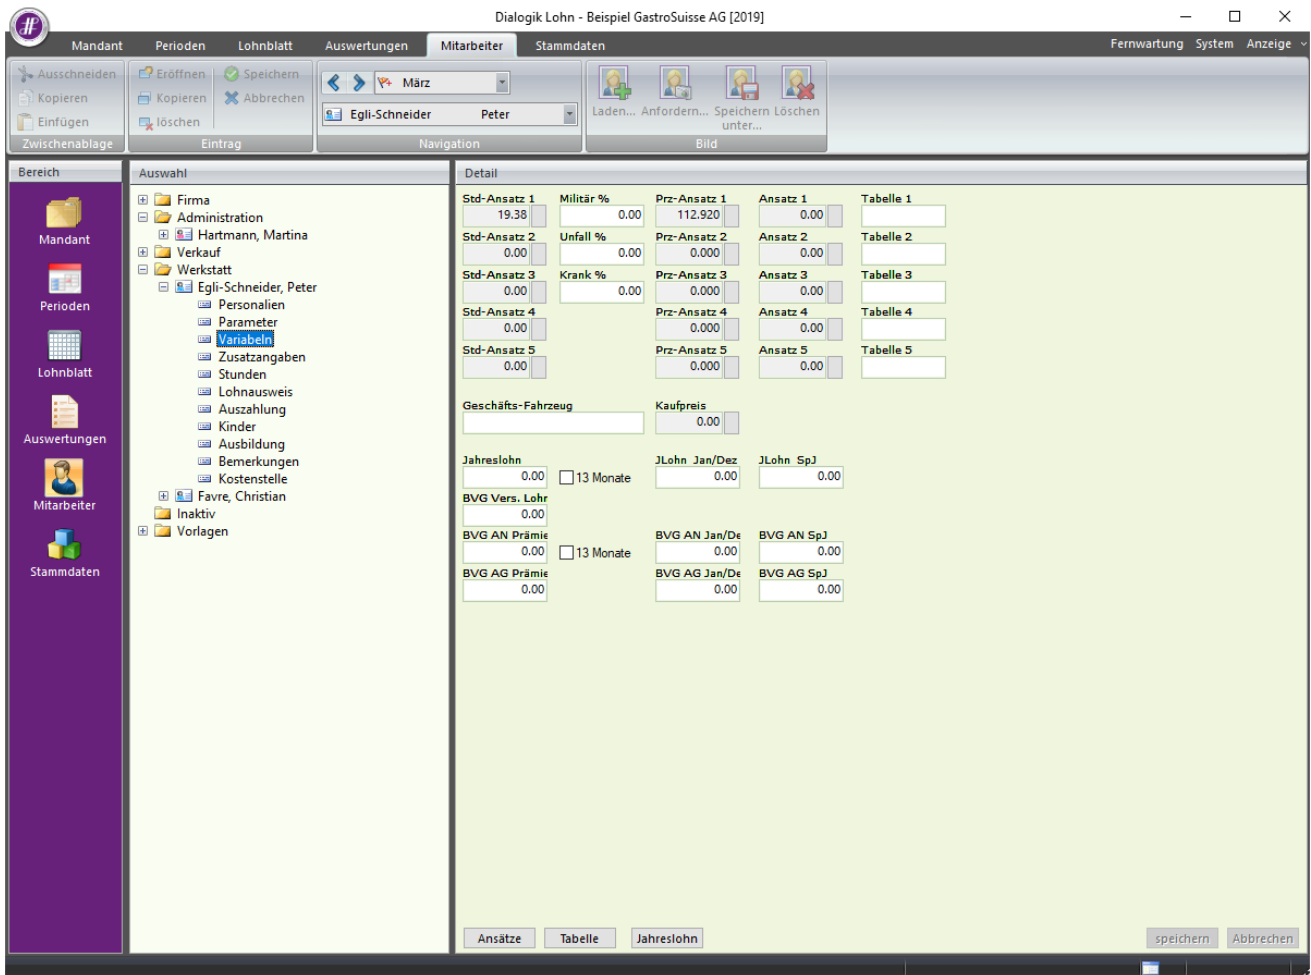 Dialogik Lohn - Beispiel GastroSuisse AG [2019]
Mandant Perioden Lohnblatt Auswertungen Mitarbeiter Stammdaten Fernwartung System Anzeige
Ausschneiden Eröffnen Speichern März
Kopieren Kopieren Abbrechen Egli-Schneider Peter Laden... Anfordern... Speichern unter... Löschen
Einfügen löschen
Zwischenablage Eintrag Navigation Bild
Bereich
Mandant
Perioden
Lohnblatt
Auswertungen
Mitarbeiter
Stammdaten
Auswahl
Firma
Administration
Hartmann, Martina
Verkauf
Werkstatt
Egli-Schneider, Peter
Personalien
Parameter
Variabeln
Zusatzangaben
Stunden
Lohnausweis
Auszahlung
Kinder
Ausbildung
Bemerkungen
Kostenstelle
Favre, Christian
Inaktiv
Vorlagen
Detail
Std-Ansatz 1 Militär % Prz-Ansatz 1 Ansatz 1 Tabelle 1
19.38 0.00 112.920 0.00
Std-Ansatz 2 Unfall % Prz-Ansatz 2 Ansatz 2 Tabelle 2
0.00 0.00 0.000 0.00
Std-Ansatz 3 Krank % Prz-Ansatz 3 Ansatz 3 Tabelle 3
0.00 0.00 0.000 0.00
Std-Ansatz 4 Prz-Ansatz 4 Ansatz 4 Tabelle 4
0.00 0.000 0.00
Std-Ansatz 5 Prz-Ansatz 5 Ansatz 5 Tabelle 5
0.00 0.000 0.00
Geschäfts-Fahrzeug Kaufpreis
0.00
Jahreslohn JLohn Jan/Dez JLohn SpJ
0.00 13 Monate 0.00 0.00
BVG Vers. Lohr
0.00
BVG AN Prämie BVG AN Jan/De BVG AN SpJ
0.00 13 Monate 0.00 0.00
BVG AG Prämie BVG AG Jan/De BVG AG SpJ
0.00 0.00 0.00
Ansätze Tabelle Jahreslohn speichern Abbrechen